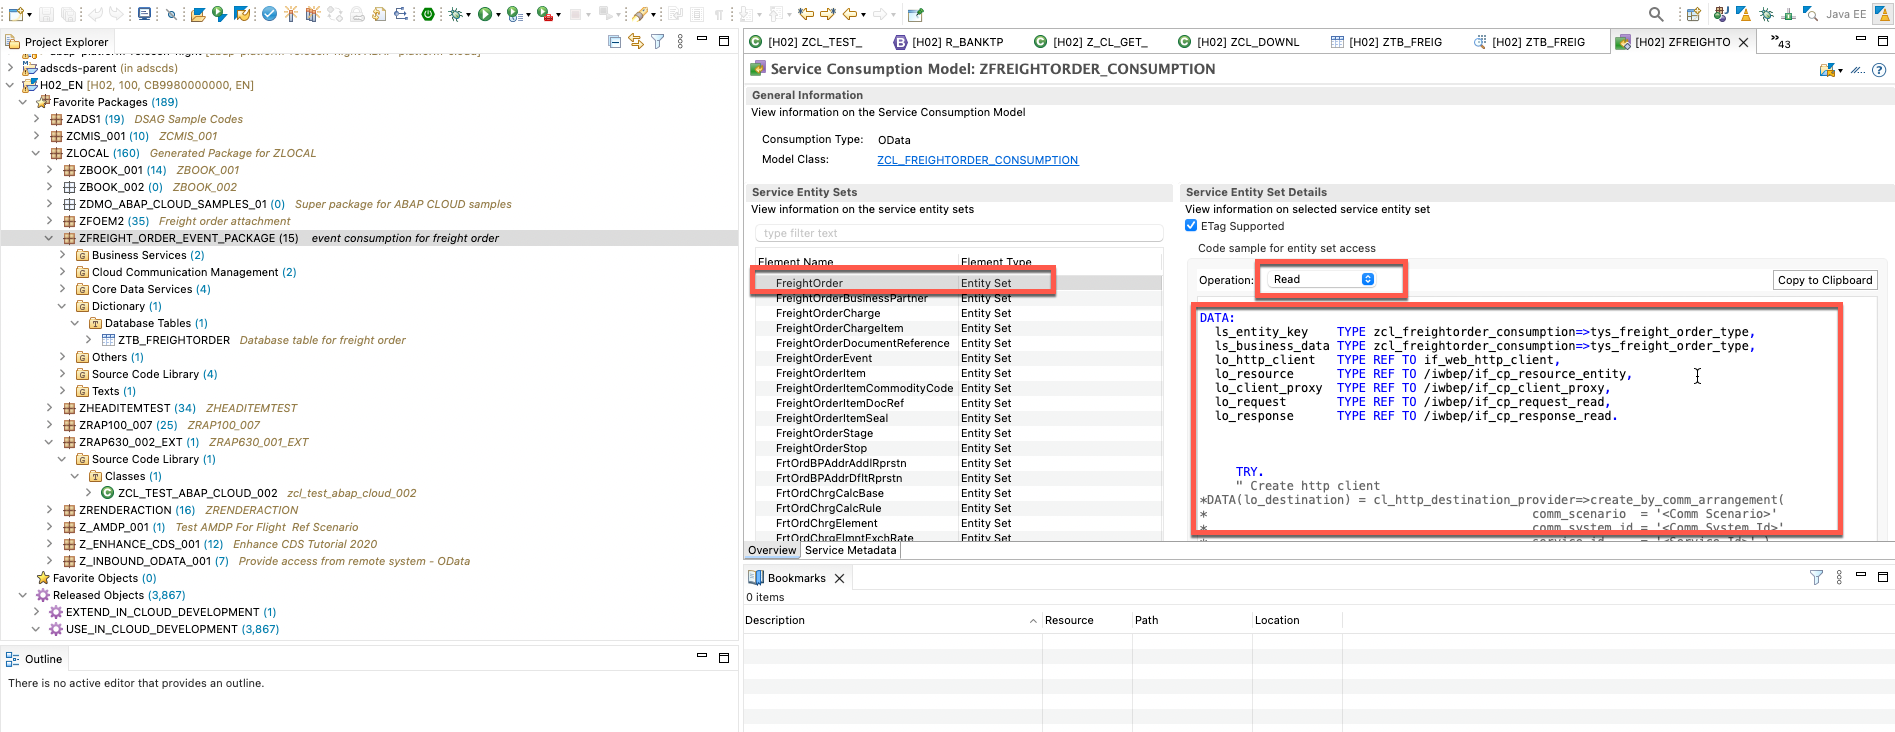 Java EE
Project Explorer
adscds-parent (in adscds)
H02_EN [H02, 100, CB9980000000, EN]
Favorite Packages (189)
ZADS1 (19) DSAG Sample Codes
ZCMIS_001 (10) ZCMIS_001
ZLOCAL (160) Generated Package for ZLOCAL
ZBOOK_001 (14) ZBOOK_001
ZBOOK_002 (0) ZBOOK_002
ZDMO_ABAP_CLOUD_SAMPLES_01 (0) Super package for ABAP CLOUD samples
ZFOEM2 (35) Freight order attachment
ZFREIGHT_ORDER_EVENT_PACKAGE (15) event consumption for freight order
Business Services (2)
Cloud Communication Management (2)
Core Data Services (4)
Dictionary (1)
Database Tables (1)
ZTB_FREIGHTORDER Database table for freight order
Others (1)
Source Code Library (4)
Texts (1)
ZHEADITEMTEST (34) ZHEADITEMTEST
ZRAP100_007 (25) ZRAP100_007
ZRAP630_002_EXT (1) ZRAP630_001_EXT
Source Code Library (1)
Classes (1)
ZCL_TEST_ABAP_CLOUD_002 zcl_test_abap_cloud_002
ZRENDERACTION (16) ZRENDERACTION
Z_AMDP_001 (1) Test AMDP For Flight Ref Scenario
Z_ENHANCE_CDS_001 (12) Enhance CDS Tutorial 2020
Z_INBOUND_ODATA_001 (7) Provide access from remote system - OData
Favorite Objects (0)
Released Objects (3,867)
EXTEND_IN_CLOUD_DEVELOPMENT (1)
USE_IN_CLOUD_DEVELOPMENT (3,867)
Outline
There is no active editor that provides an outline.
[H02] ZCL_TEST_ [H02] R_BANKTP [H02] Z_CL_GET_ [H02] ZCL_DOWNL [H02] ZTB_FREIG [H02] ZTB_FREIG [H02] ZFREIGHTO 43
Service Consumption Model: ZFREIGHTORDER_CONSUMPTION
General Information
View information on the Service Consumption Model
Consumption Type: OData
Model Class: ZCL_FREIGHTORDER_CONSUMPTION
Service Entity Sets
View information on the service entity sets
type filter text
Element Name Element Type
FreightOrder Entity Set
FreightOrderBusinessPartner Entity Set
FreightOrderCharge Entity Set
FreightOrderChargeItem Entity Set
FreightOrderDocumentReference Entity Set
FreightOrderEvent Entity Set
FreightOrderItem Entity Set
FreightOrderItemCommodityCode Entity Set
FreightOrderItemDocRef Entity Set
FreightOrderItemSeal Entity Set
FreightOrderStage Entity Set
FreightOrderStop Entity Set
FrtOrdBPAddrAddlRprstn Entity Set
FrtOrdBPAddrDfltRprstn Entity Set
FrtOrdChrgCalcBase Entity Set
FrtOrdChrgCalcRule Entity Set
FrtOrdChrgElement Entity Set
FrtOrdChrgElmntExchRate Entity Set
Overview Service Metadata
Service Entity Set Details
View information on selected service entity set
ETag Supported
Code sample for entity set access
Operation: Read Copy to Clipboard
DATA:
ls_entity_key TYPE zcl_freightorder_consumption=>tys_freight_order_type,
ls_business_data TYPE zcl_freightorder_consumption=>tys_freight_order_type,
lo_http_client TYPE REF TO if_web_http_client,
lo_resource TYPE REF TO /iwbep/if_cp_resource_entity,
lo_client_proxy TYPE REF TO /iwbep/if_cp_client_proxy,
lo_request TYPE REF TO /iwbep/if_cp_request_read,
lo_response TYPE REF TO /iwbep/if_cp_response_read.
TRY.
" Create http client
*DATA(lo_destination) = cl_http_destination_provider=>create_by_comm_arrangement(
* comm_scenario = '<Comm Scenario>'
* comm_system_id = '<Comm System Id>'
Bookmarks
0 items
Description Resource Path Location